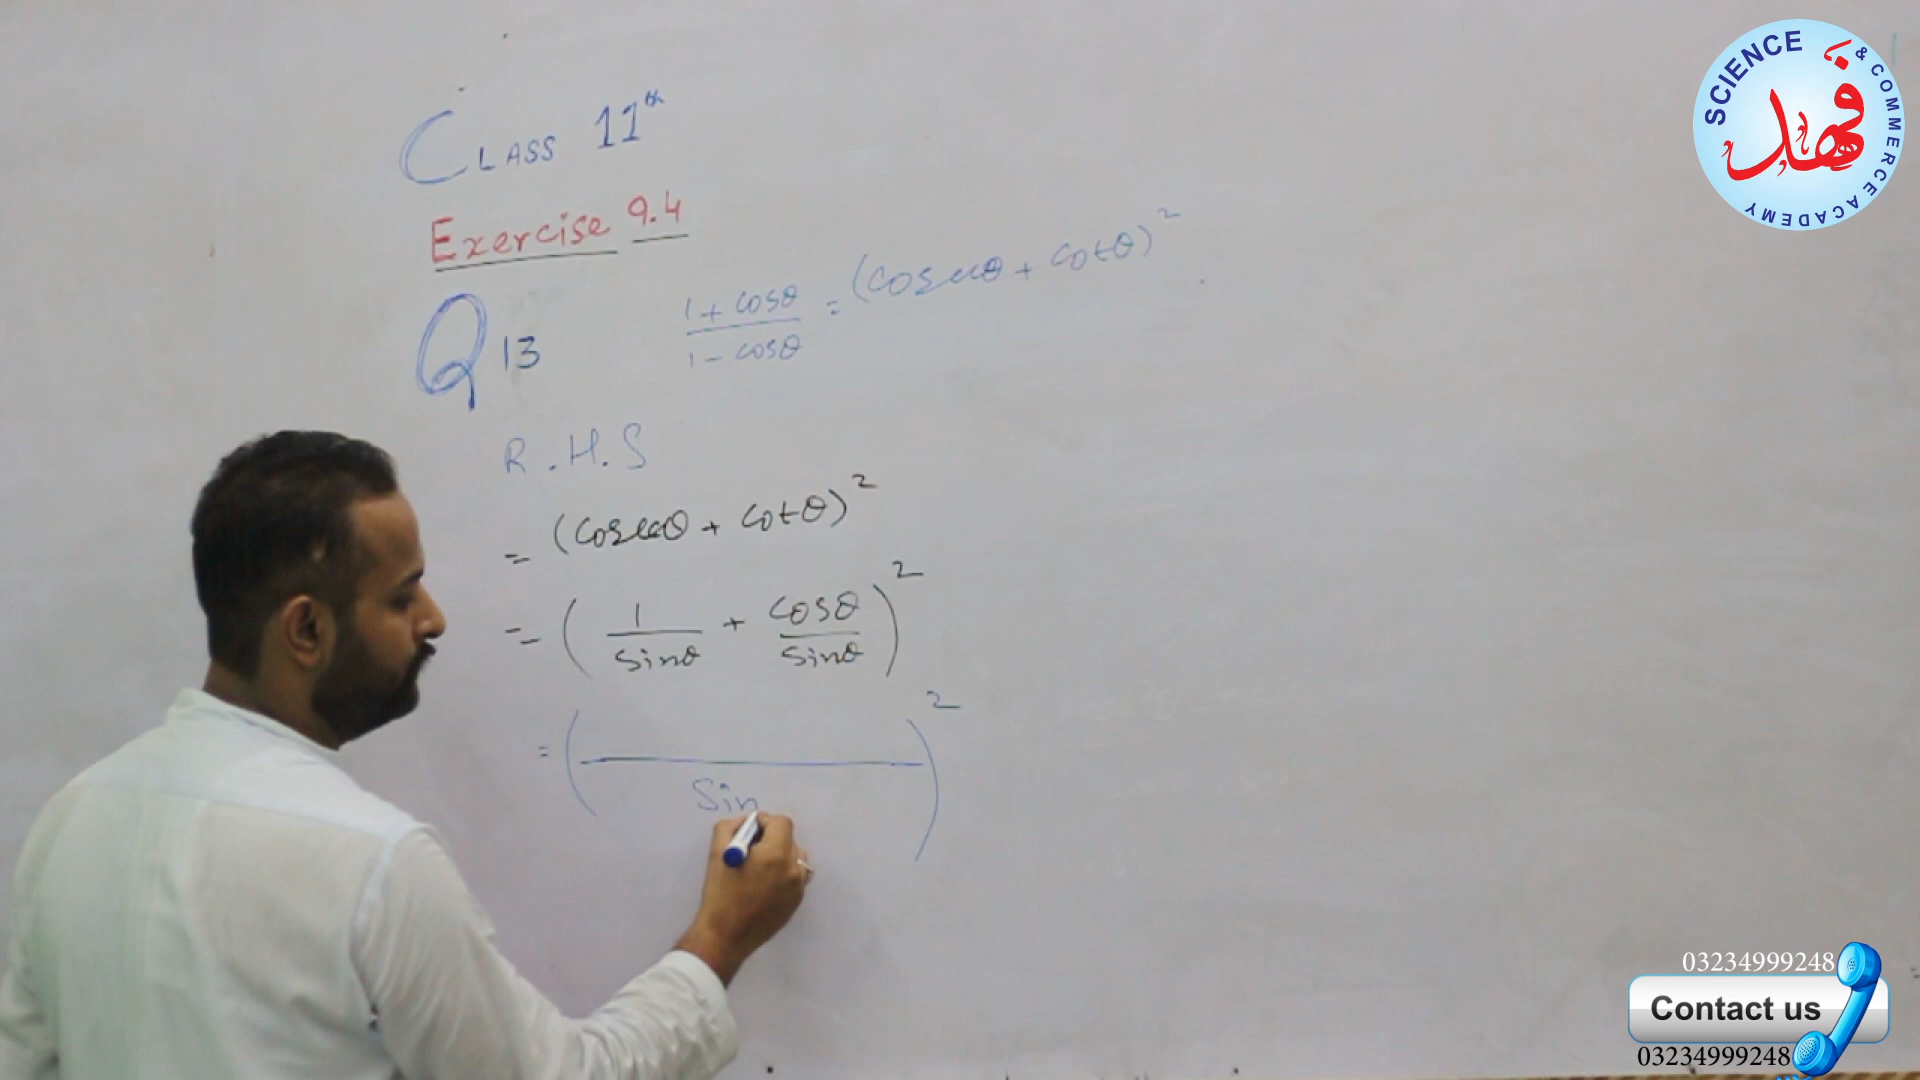 CLASS 11th
Exercise 9.4
Q 13
1 + cosθ / 1 - cosθ = (cosecθ + cotθ)²
R.H.S
= (cosecθ + cotθ)²
= (1/sinθ + cosθ/sinθ)²
= ( / Sin )²
SCIENCE & COMMERCE ACADEMY
فہد
03234999248
Contact us
03234999248